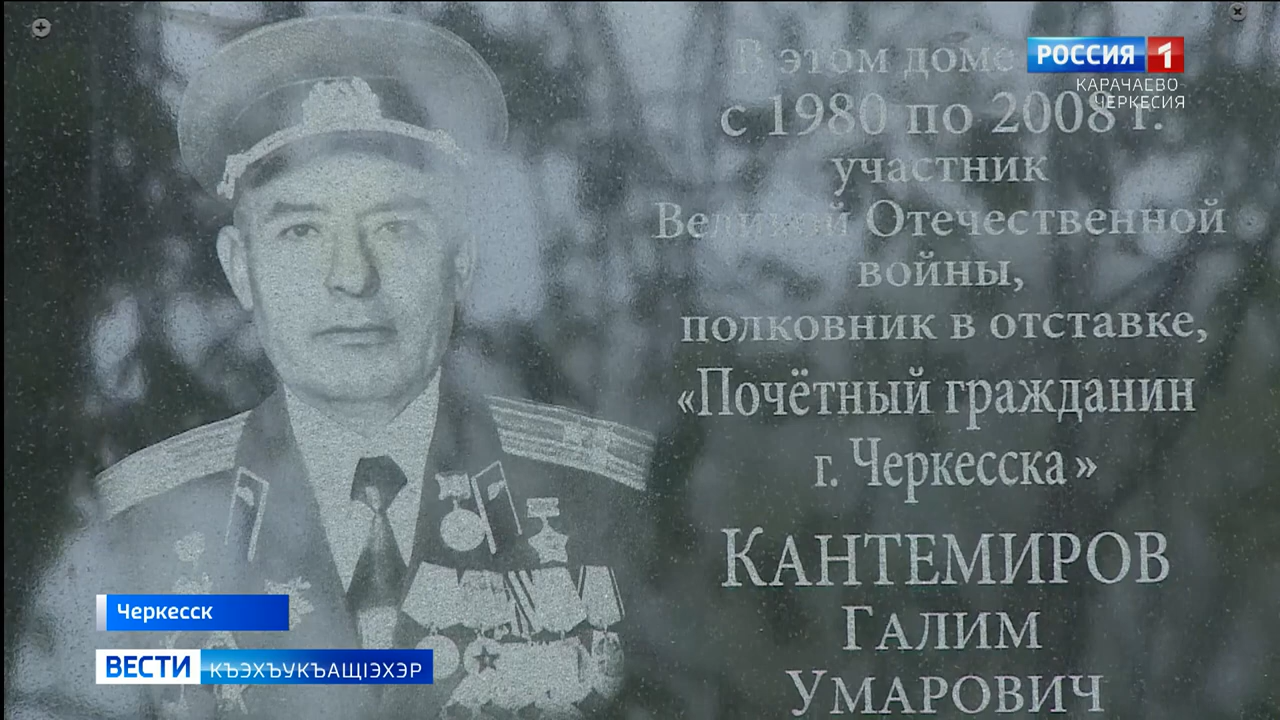 В этом доме
с 1980 по 2008 г.
участник
Великой Отечественной
войны,
полковник в отставке,
«Почётный гражданин
г. Черкесска»
КАНТЕМИРОВ
ГАЛИМ
УМАРОВИЧ
РОССИЯ 1
КАРАЧАЕВО
ЧЕРКЕСИЯ
Черкесск
ВЕСТИ КЪЭХЪУКЪАЩIЭХЭР